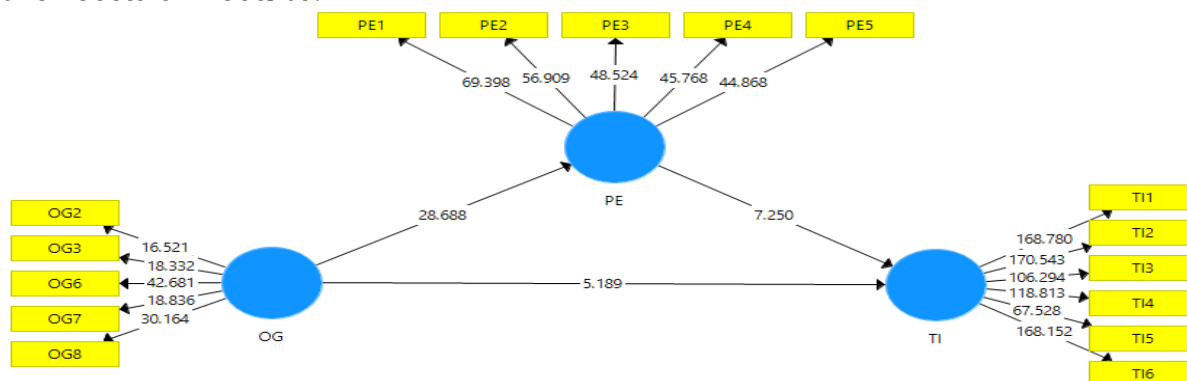 PE1 PE2 PE3 PE4 PE5
69.398 56.909 48.524 45.768 44.868
PE
28.688 7.250
OG2
OG3
OG6
OG7
OG8
16.521
18.332
42.681
18.836
30.164
OG
5.189
TI
168.780
170.543
106.294
118.813
67.528
168.152
TI1
TI2
TI3
TI4
TI5
TI6